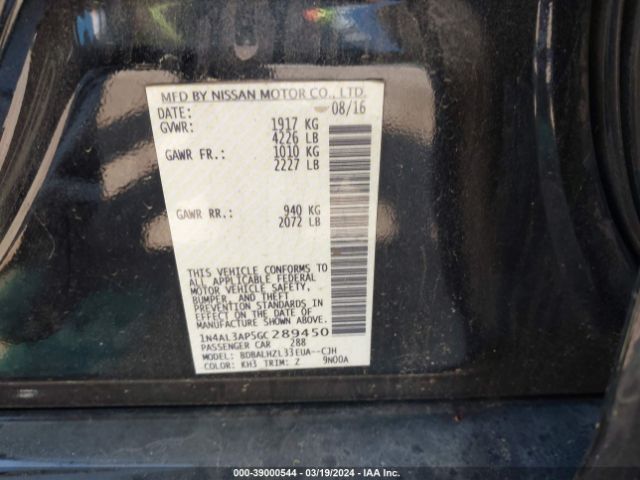 MFD BY NISSAN MOTOR CO., LTD.
DATE: 08/16
GVWR: 1917 KG
4226 LB
GAWR FR.: 1010 KG
2227 LB
GAWR RR.: 940 KG
2072 LB
THIS VEHICLE CONFORMS TO
ALL APPLICABLE FEDERAL
MOTOR VEHICLE SAFETY,
BUMPER, AND THEFT
PREVENTION STANDARDS IN
EFFECT ON THE DATE OF
MANUFACTURE SHOWN ABOVE.
1N4AL3AP5GC289450
PASSENGER CAR 288
MODEL: BDBALHZL33EUA--CJH
COLOR: KH3 TRIM: Z 9N00A
000-39000544 — 03/19/2024 — IAA Inc.